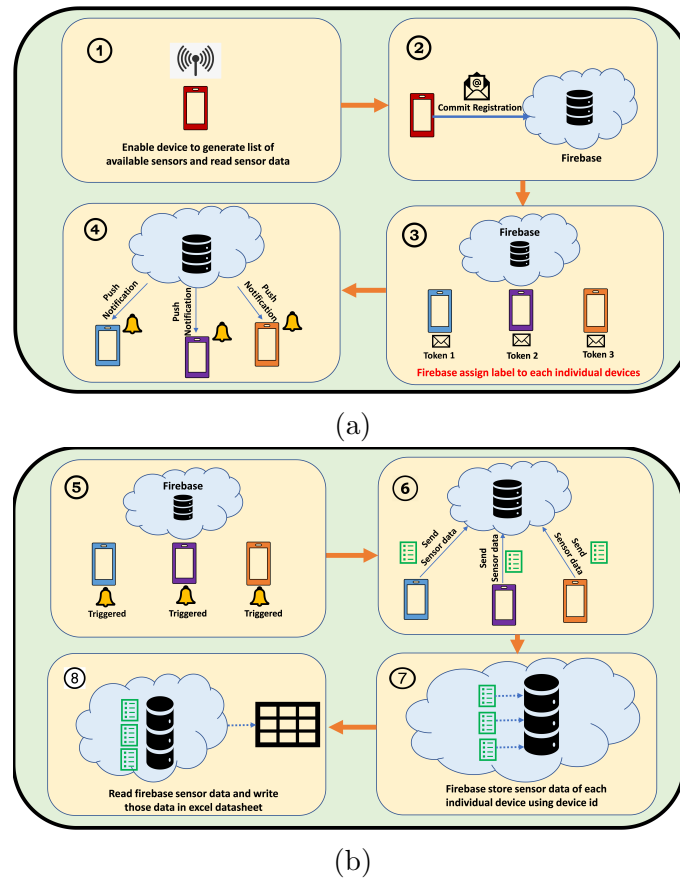 1
Enable device to generate list of
available sensors and read sensor data
2
@
Commit Registration
Firebase
3
Firebase
Token 1
Token 2
Token 3
Firebase assign label to each individual devices
4
Push
Notification
Push
Notification
Push
Notification
(a)
5
Firebase
Triggered
Triggered
Triggered
6
Send
Sensor data
Send
Sensor data
Send
Sensor data
7
Firebase store sensor data of each
individual device using device id
8
Read firebase sensor data and write
those data in excel datasheet
(b)